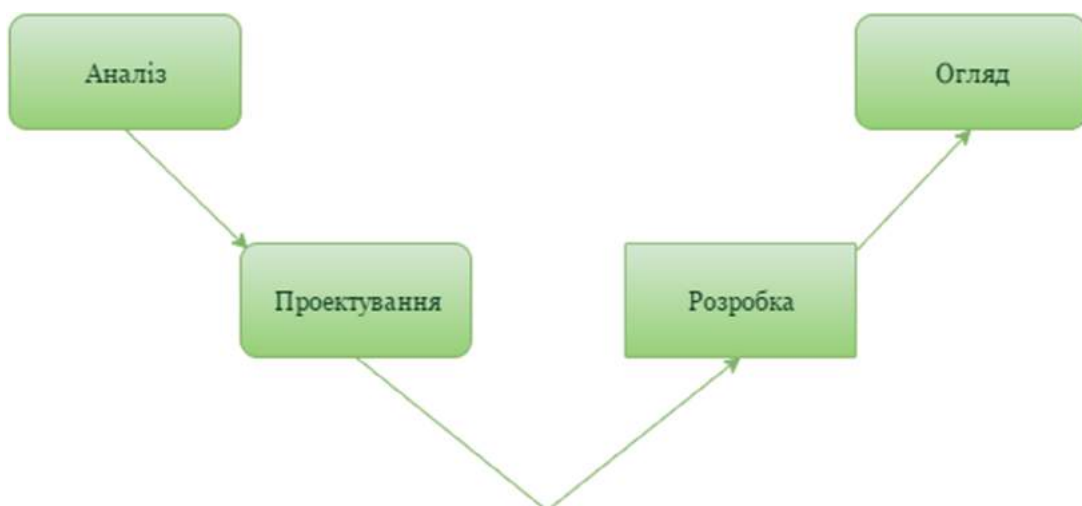 Аналіз
Огляд
Проектування
Розробка